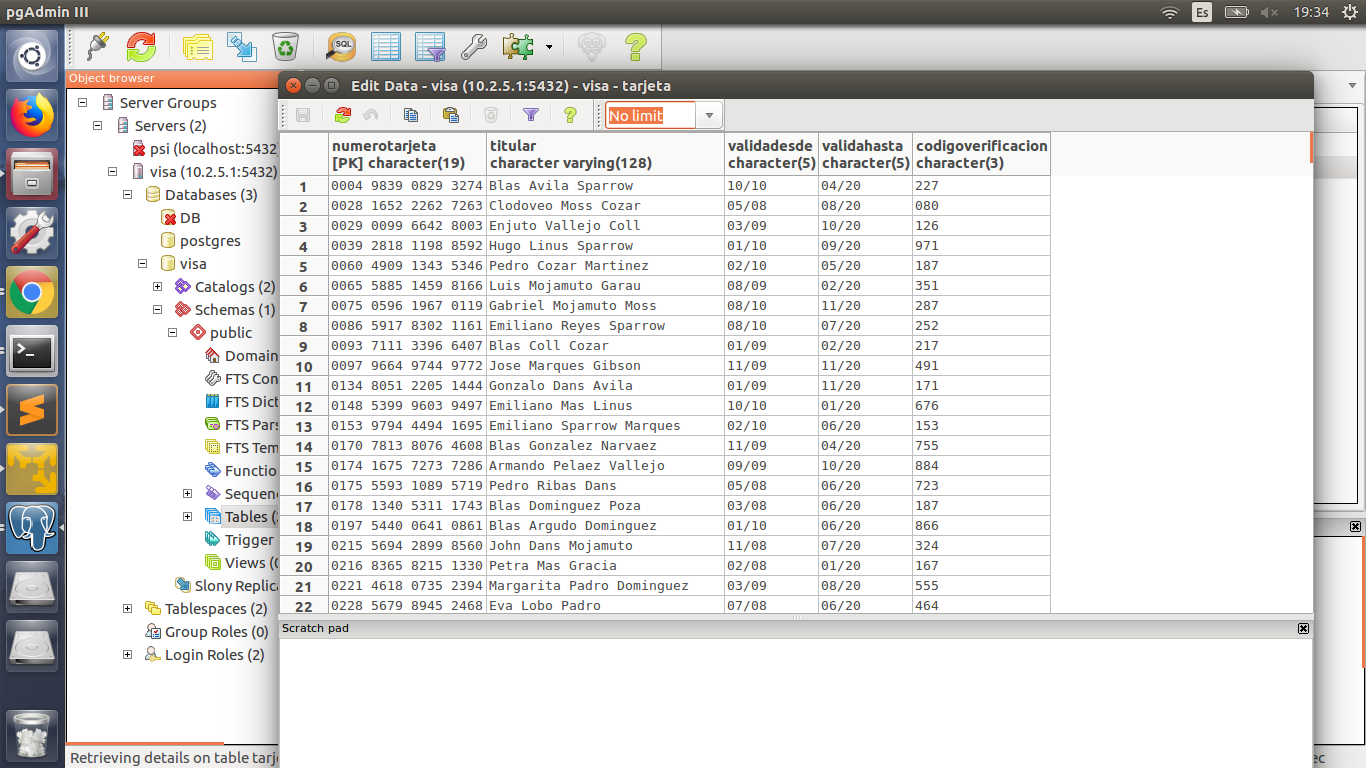 pgAdmin III
Es
19:34
SQL
Object browser
Server Groups
Servers (2)
psi (localhost:5432
visa (10.2.5.1:5432)
Databases (3)
DB
postgres
visa
Catalogs (2)
Schemas (1)
public
Domain
FTS Con
FTS Dict
FTS Pars
FTS Tem
Functio
Sequen
Tables (
Trigger
Views (
Slony Replica
Tablespaces (2)
Group Roles (0)
Login Roles (2)
Retrieving details on table tarj
Edit Data - visa (10.2.5.1:5432) - visa - tarjeta
No limit
numerotarjeta titular validadesde validahasta codigoverificacion
[PK] character(19) character varying(128) character(5) character(5) character(3)
1 0004 9839 0829 3274 Blas Avila Sparrow 10/10 04/20 227
2 0028 1652 2262 7263 Clodoveo Moss Cozar 05/08 08/20 080
3 0029 0099 6642 8003 Enjuto Vallejo Coll 03/09 10/20 126
4 0039 2818 1198 8592 Hugo Linus Sparrow 01/10 09/20 971
5 0060 4909 1343 5346 Pedro Cozar Martinez 02/10 05/20 187
6 0065 5885 1459 8166 Luis Mojamuto Garau 08/09 02/20 351
7 0075 0596 1967 0119 Gabriel Mojamuto Moss 08/10 11/20 287
8 0086 5917 8302 1161 Emiliano Reyes Sparrow 08/10 07/20 252
9 0093 7111 3396 6407 Blas Coll Cozar 01/09 02/20 217
10 0097 9664 9744 9772 Jose Marques Gibson 11/09 11/20 491
11 0134 8051 2205 1444 Gonzalo Dans Avila 01/09 11/20 171
12 0148 5399 9603 9497 Emiliano Mas Linus 10/10 01/20 676
13 0153 9794 4494 1695 Emiliano Sparrow Marques 02/10 06/20 153
14 0170 7813 8076 4608 Blas Gonzalez Narvaez 11/09 04/20 755
15 0174 1675 7273 7286 Armando Pelaez Vallejo 09/09 10/20 884
16 0175 5593 1089 5719 Pedro Ribas Dans 05/08 06/20 723
17 0178 1340 5311 1743 Blas Dominguez Poza 03/08 06/20 187
18 0197 5440 0641 0861 Blas Argudo Dominguez 01/10 06/20 866
19 0215 5694 2899 8560 John Dans Mojamuto 11/08 07/20 324
20 0216 8365 8215 1330 Petra Mas Gracia 02/08 01/20 167
21 0221 4618 0735 2394 Margarita Padro Dominguez 03/09 08/20 555
22 0228 5679 8945 2468 Eva Lobo Padro 07/08 06/20 464
Scratch pad
ec